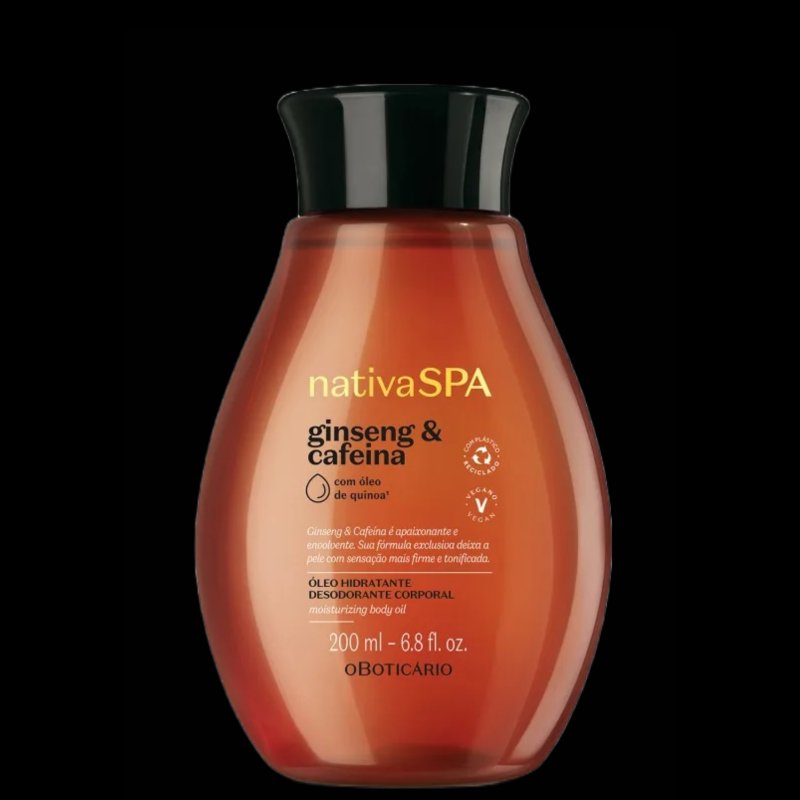 nativaSPA
ginseng &
cafeína
com óleo
de quinoa¹
COM PLÁSTICO
RECICLADO
VEGANO
V
VEGAN
Ginseng & Cafeína é apaixonante e
envolvente. Sua fórmula exclusiva deixa a
pele com sensação mais firme e tonificada.
ÓLEO HIDRATANTE
DESODORANTE CORPORAL
moisturizing body oil
200 ml – 6.8 fl. oz.
oBOTICÁRIO